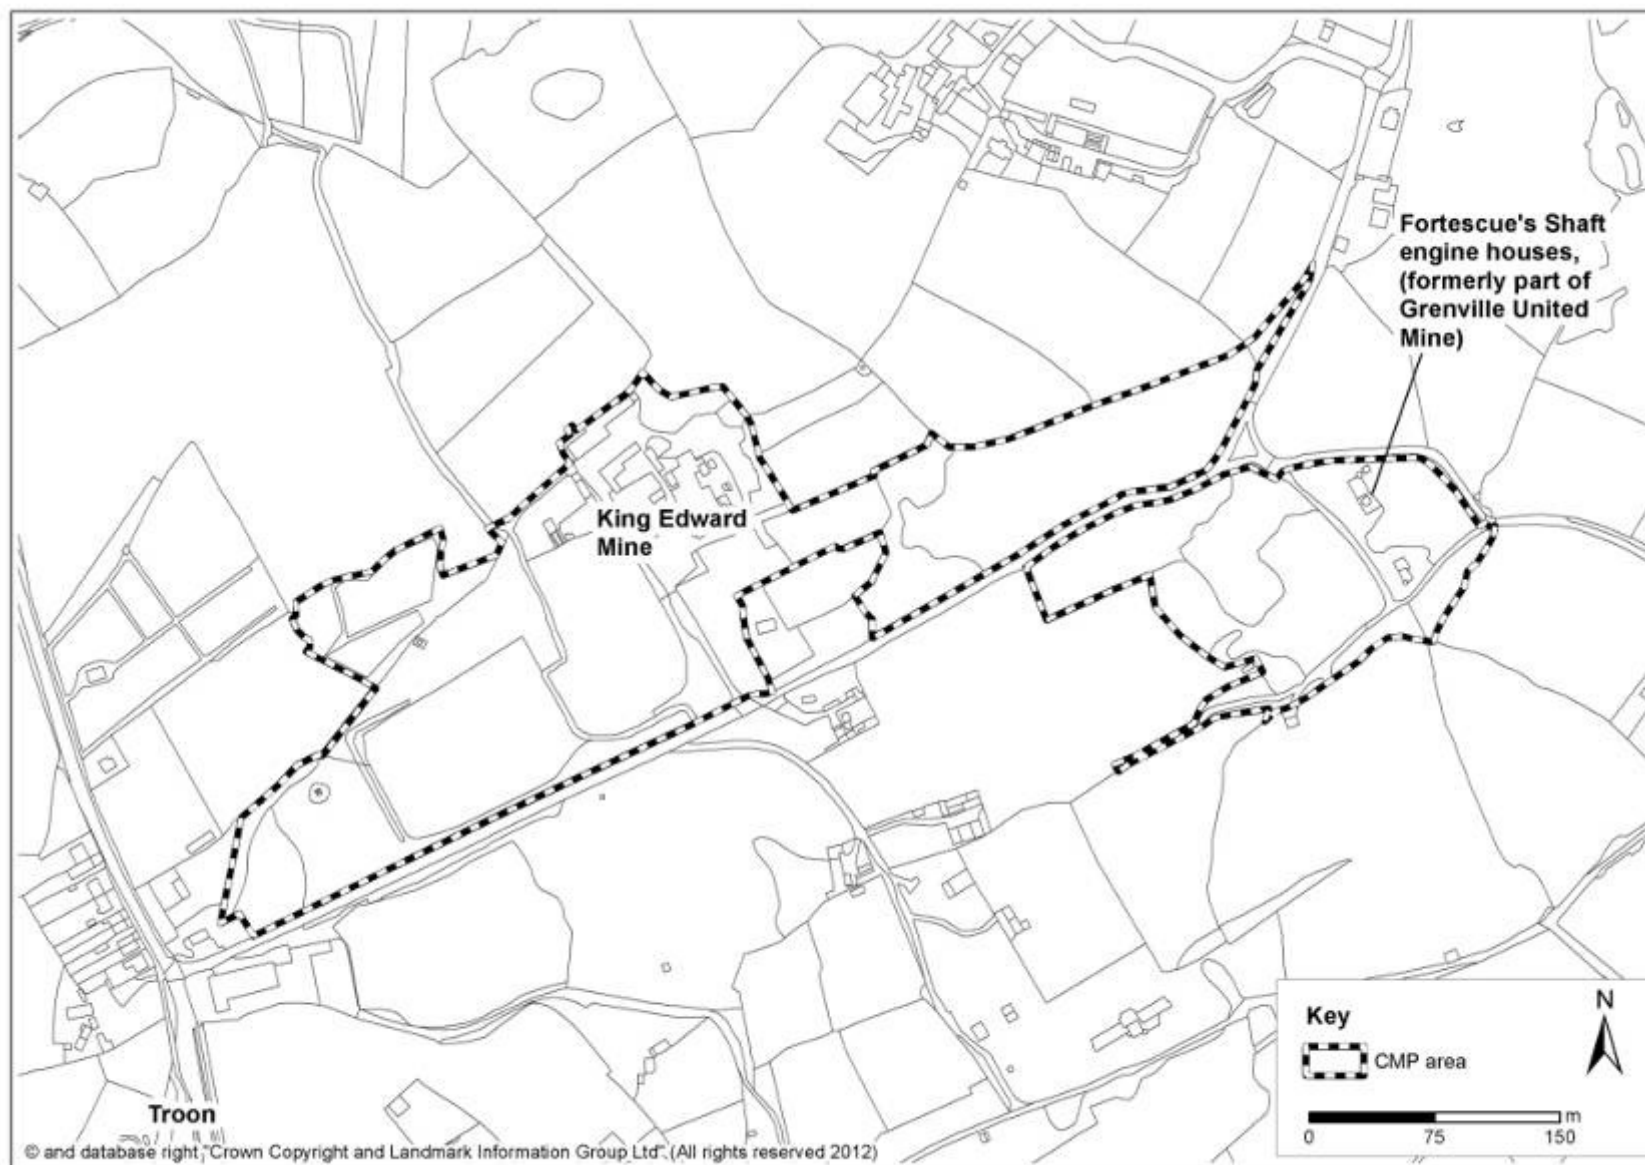 Fortescue's Shaft
engine houses,
(formerly part of
Grenville United
Mine)
King Edward
Mine
Key
N
CMP area
m
0 75 150
Troon
© and database right "Crown Copyright and Landmark Information Group Ltd" (All rights reserved 2012)